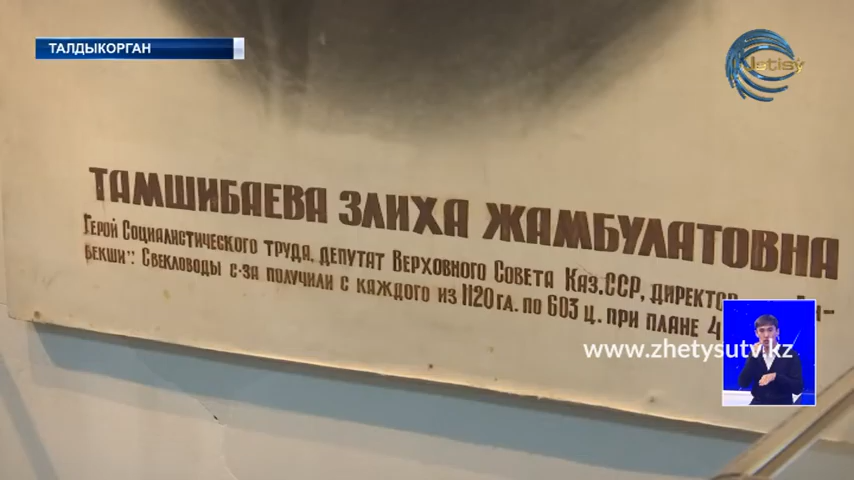 ТАЛДЫКОРГАН
Jetisý
ТАМШИБАЕВА ЗЛИХА ЖАМБУЛАТОВНА
ГЕРОЙ СОЦИАЛИСТИЧЕСКОГО ТРУДА, ДЕПУТАТ ВЕРХОВНОГО СОВЕТА КАЗ.ССР, ДИРЕКТОР
БЕКШИ". СВЕКЛОВОДЫ С-ЗА ПОЛУЧИЛИ С КАЖДОГО ИЗ 1120 ГА. ПО 603 Ц. ПРИ ПЛАНЕ
www.zhetysutv.kz